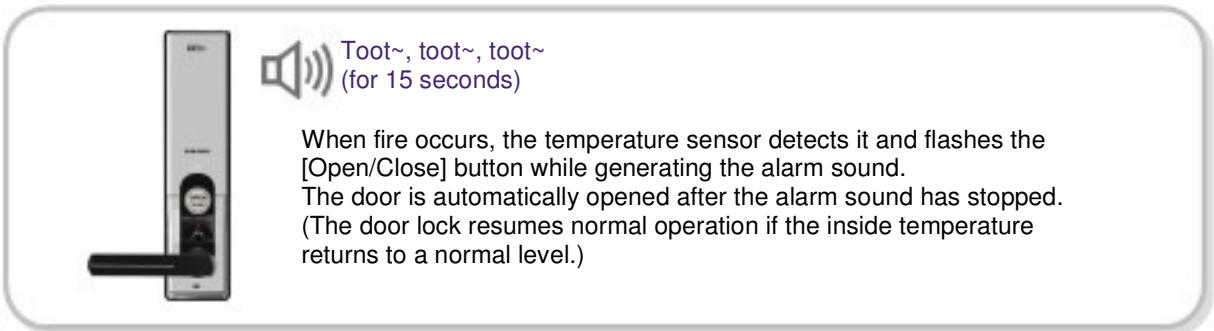 Toot~, toot~, toot~
(for 15 seconds)
When fire occurs, the temperature sensor detects it and flashes the
[Open/Close] button while generating the alarm sound.
The door is automatically opened after the alarm sound has stopped.
(The door lock resumes normal operation if the inside temperature
returns to a normal level.)